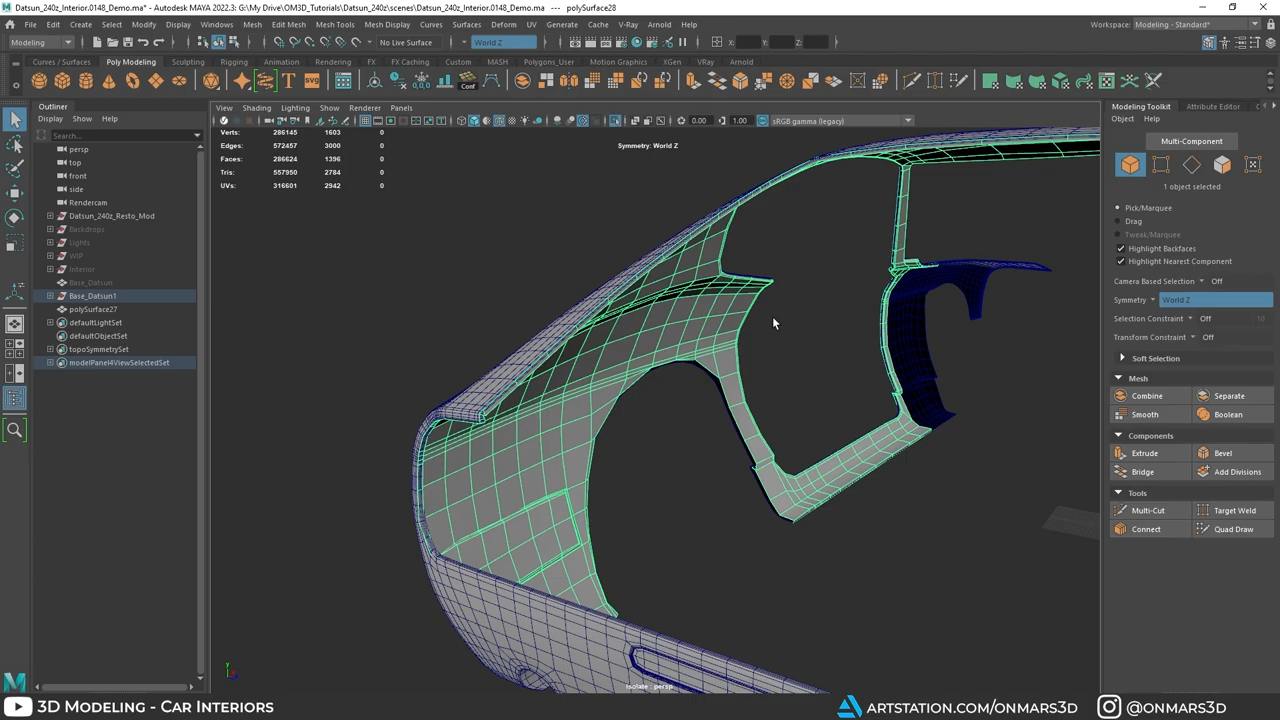 Datsun_240z_Interior.0148_Demo.ma* - Autodesk MAYA 2022.3: G:\My Drive\OM3D_Tutorials\Datsun_240z\scenes\Datsun_240z_Interior.0148_Demo.ma --- polySurface28
File Edit Create Select Modify Display Windows Mesh Edit Mesh Mesh Tools Mesh Display Curves Surfaces Deform UV Generate Cache V-Ray Arnold Help
Workspace: Modeling - Standard*
Modeling No Live Surface World Z X: Y: Z:
Curves / Surfaces Poly Modeling Sculpting Rigging Animation Rendering FX FX Caching Custom MASH Polygons_User Motion Graphics XGen VRay Arnold
SVG
0,0,0
Conf
Outliner
Display Show Help
Search...
persp
top
front
side
Rendercam
Datsun_240z_Resto_Mod
Backdrops
Lights
WIP
Interior
Base_Datsun
Base_Datsun1
polySurface27
defaultLightSet
defaultObjectSet
topoSymmetrySet
modelPanel4ViewSelectedSet
View Shading Lighting Show Renderer Panels
0.00 1.00 sRGB gamma (legacy)
Verts: 286145 1603 0
Edges: 572457 3000 0
Faces: 286624 1396 0
Tris: 557950 2784 0
UVs: 316601 2942 0
Symmetry: World Z
y
Isolate : persp
Modeling Toolkit Attribute Editor
Object Help
Multi-Component
1 object selected
Pick/Marquee
Drag
Tweak/Marquee
Highlight Backfaces
Highlight Nearest Component
Camera Based Selection Off
Symmetry World Z
Selection Constraint Off 10
Transform Constraint Off
Soft Selection
Mesh
Combine Separate
Smooth Boolean
Components
Extrude Bevel
Bridge Add Divisions
Tools
Multi-Cut Target Weld
Connect Quad Draw
3D Modeling - Car Interiors
ARTSTATION.COM/ONMARS3D
@ONMARS3D